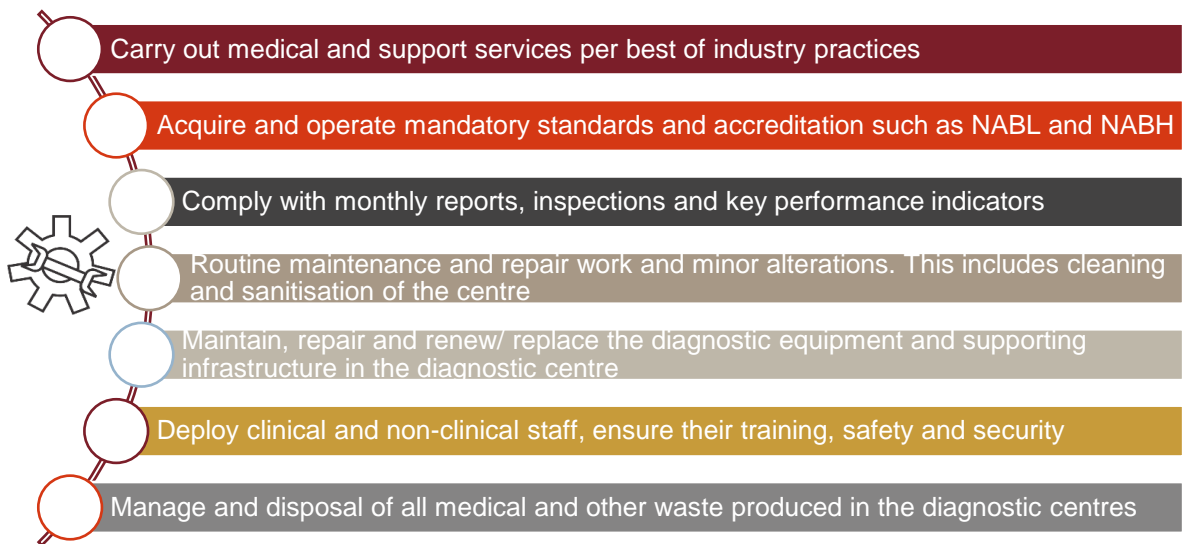 Carry out medical and support services per best of industry practices
Acquire and operate mandatory standards and accreditation such as NABL and NABH
Comply with monthly reports, inspections and key performance indicators
Routine maintenance and repair work and minor alterations. This includes cleaning
and sanitisation of the centre
Maintain, repair and renew/ replace the diagnostic equipment and supporting
infrastructure in the diagnostic centre
Deploy clinical and non-clinical staff, ensure their training, safety and security
Manage and disposal of all medical and other waste produced in the diagnostic centres